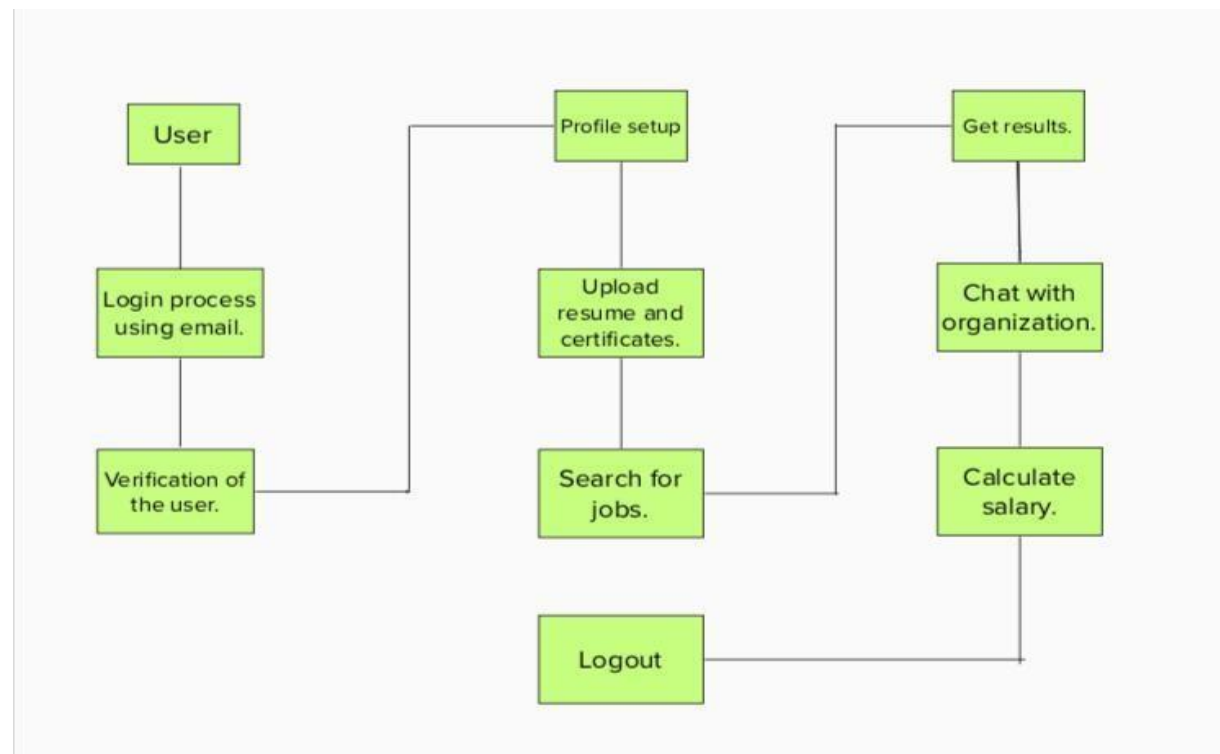 User
Login process
using email.
Verification of
the user.
Profile setup
Upload
resume and
certificates.
Search for
jobs.
Get results.
Chat with
organization.
Calculate
salary.
Logout